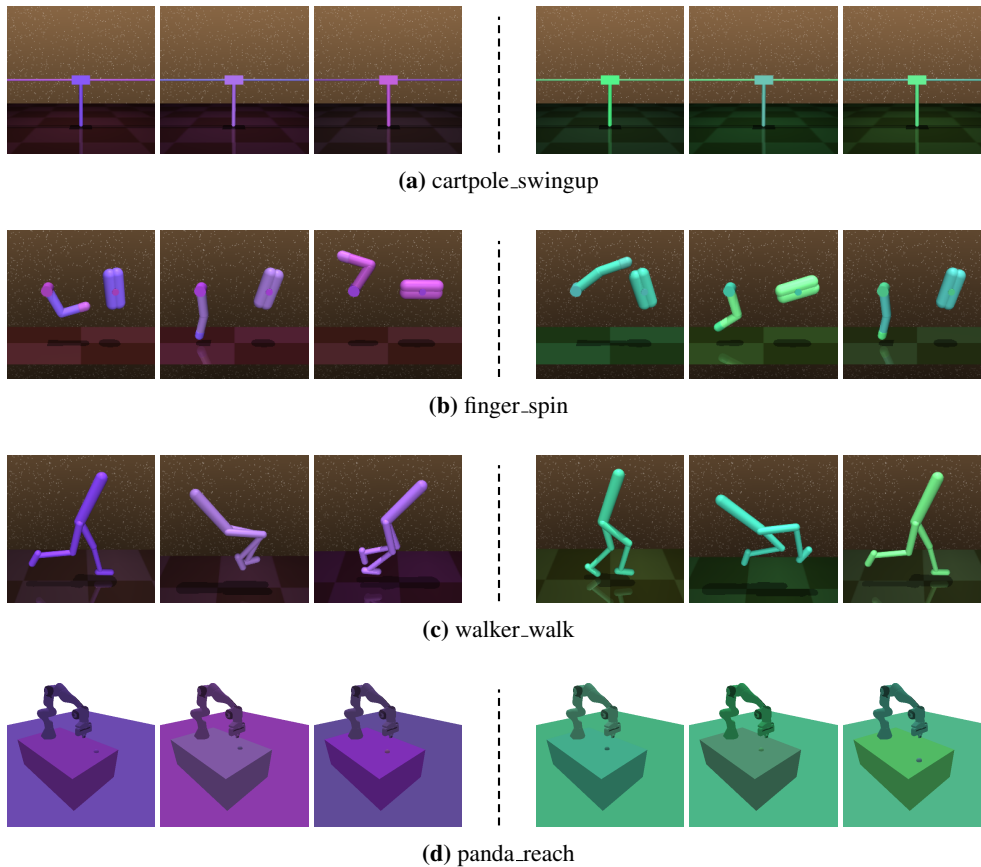 (a) cartpole_swingup
(b) finger_spin
(c) walker_walk
(d) panda_reach